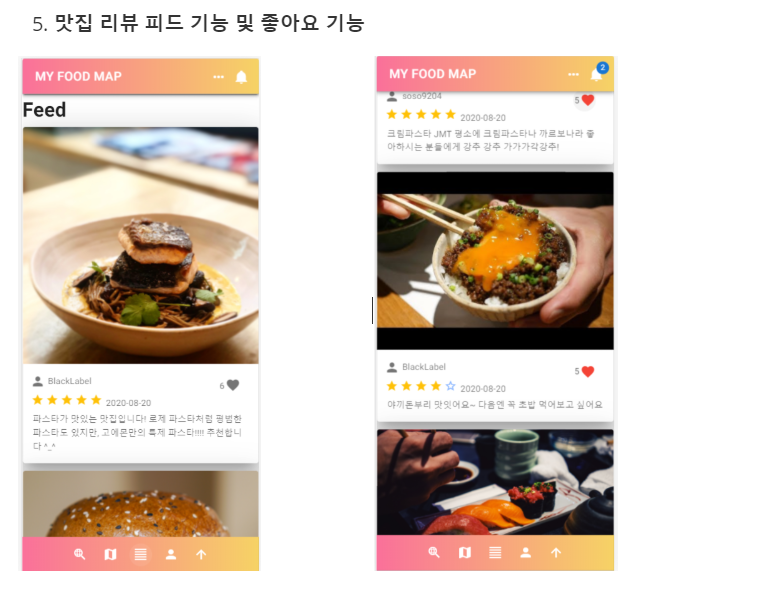 5. 맛집 리뷰 피드 기능 및 좋아요 기능
MY FOOD MAP
Feed
BlackLabel
6
2020-08-20
파스타가 맛있는 맛집입니다! 로제 파스타처럼 평범한
파스타도 있지만, 고에몬만의 특제 파스타!!!! 추천합니
다 ^_^
MY FOOD MAP
2
soso9204
5
2020-08-20
크림파스타 JMT 명소에 크림파스타나 까르보나라 좋
아하시는 분들에게 강주 강주 가가가각강주!
BlackLabel
5
2020-08-20
야끼돈부리 맛잇어요~ 다음엔 꼭 초밥 먹어보고 싶어요